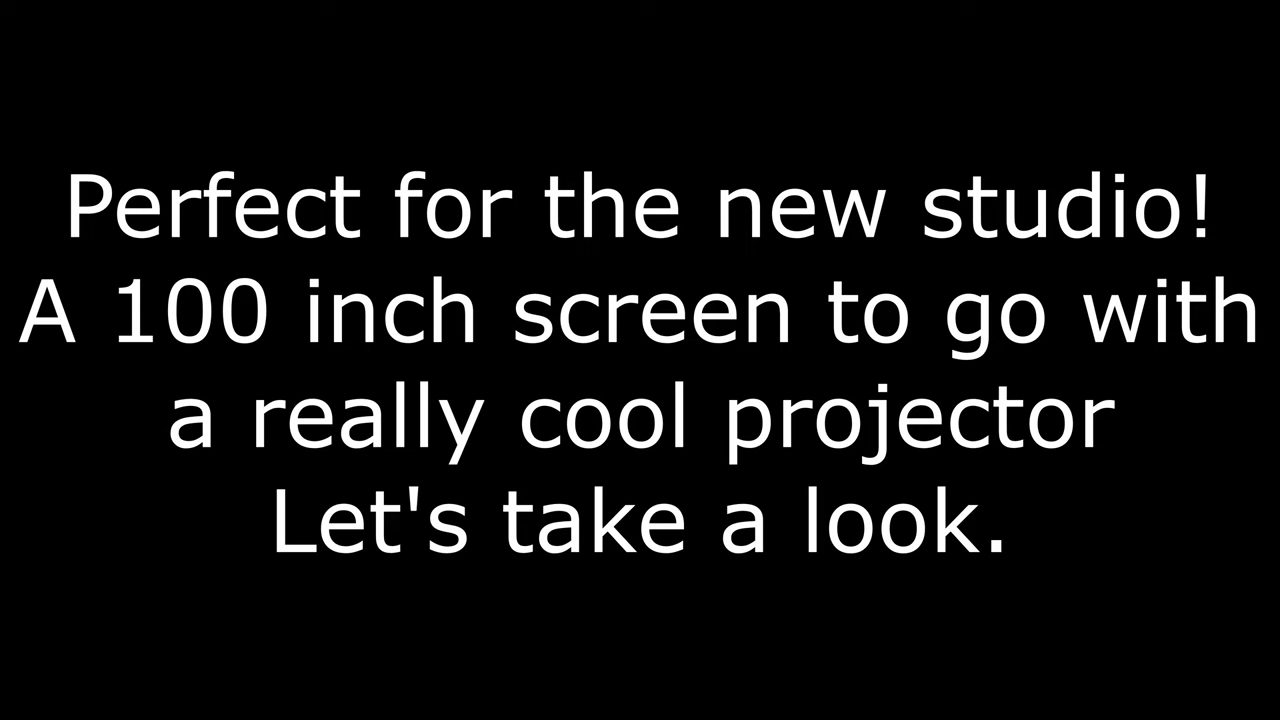 Perfect for the new studio!
A 100 inch screen to go with
a really cool projector
Let's take a look.